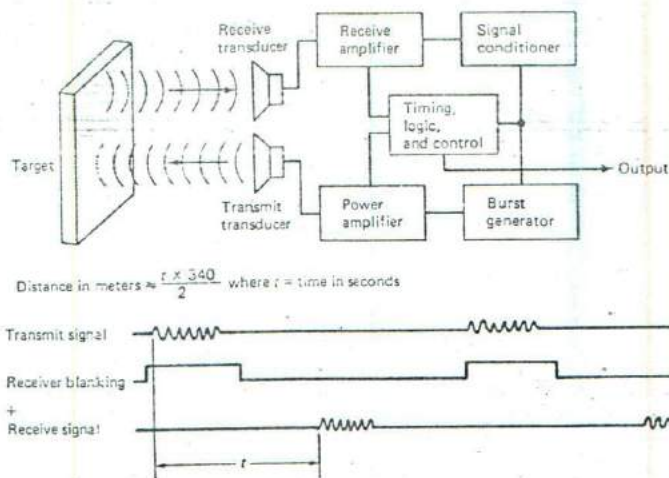 Receive
transducer
Receive
amplifier
Signal
conditioner
Timing,
logic,
and control
Target
Output
Transmit
transducer
Power
amplifier
Burst
generator
Distance in meters ≈ t × 340 / 2 where t = time in seconds
Transmit signal
Receiver blanking
+
Receive signal
t